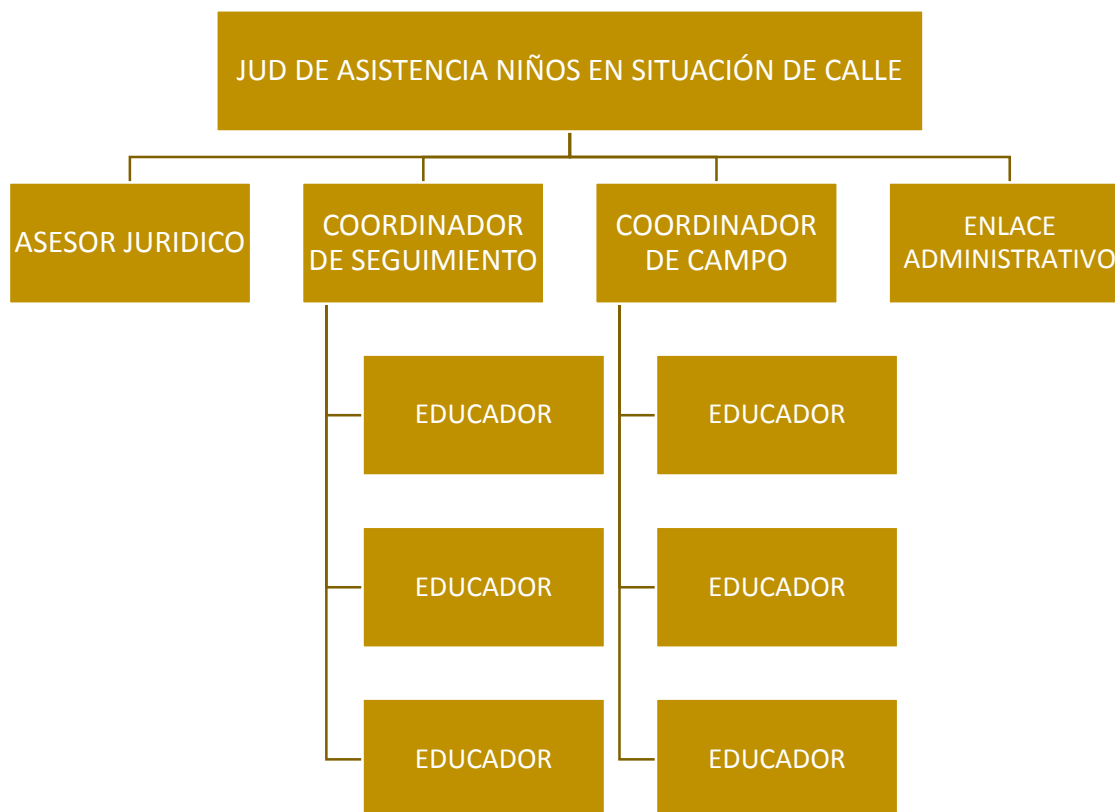 JUD DE ASISTENCIA NIÑOS EN SITUACIÓN DE CALLE
ASESOR JURIDICO
COORDINADOR
DE SEGUIMIENTO
COORDINADOR
DE CAMPO
ENLACE
ADMINISTRATIVO
EDUCADOR
EDUCADOR
EDUCADOR
EDUCADOR
EDUCADOR
EDUCADOR